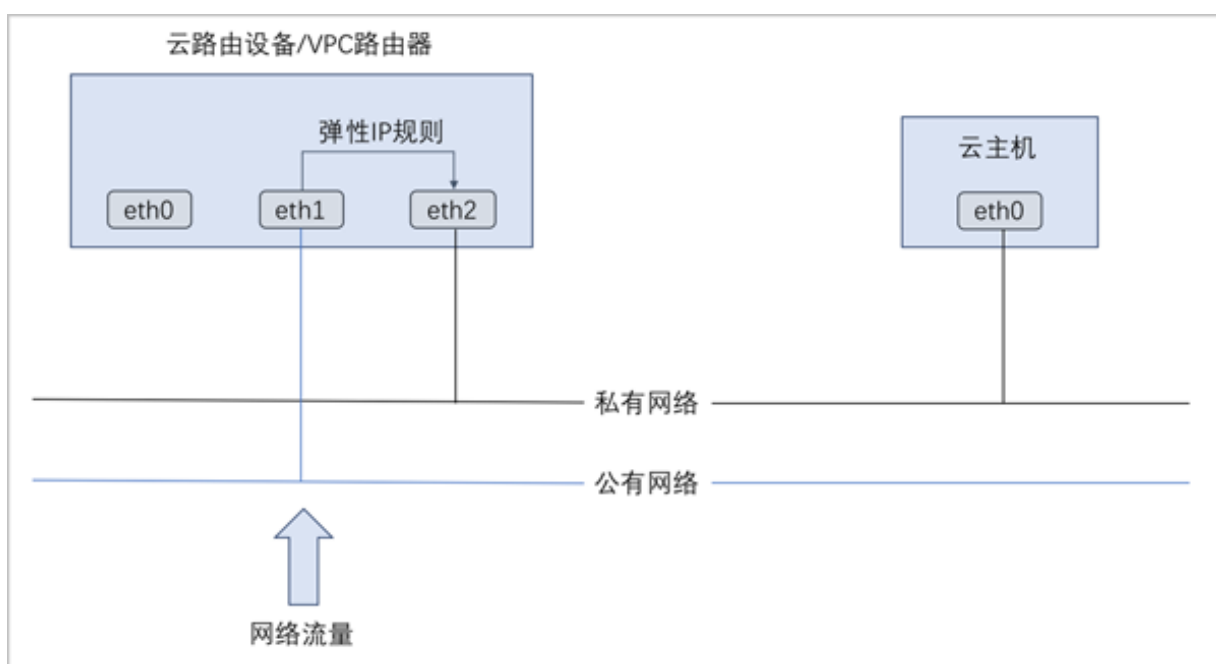 云路由设备/VPC路由器
弹性IP规则
云主机
eth0
eth1
eth2
eth0
私有网络
公有网络
网络流量